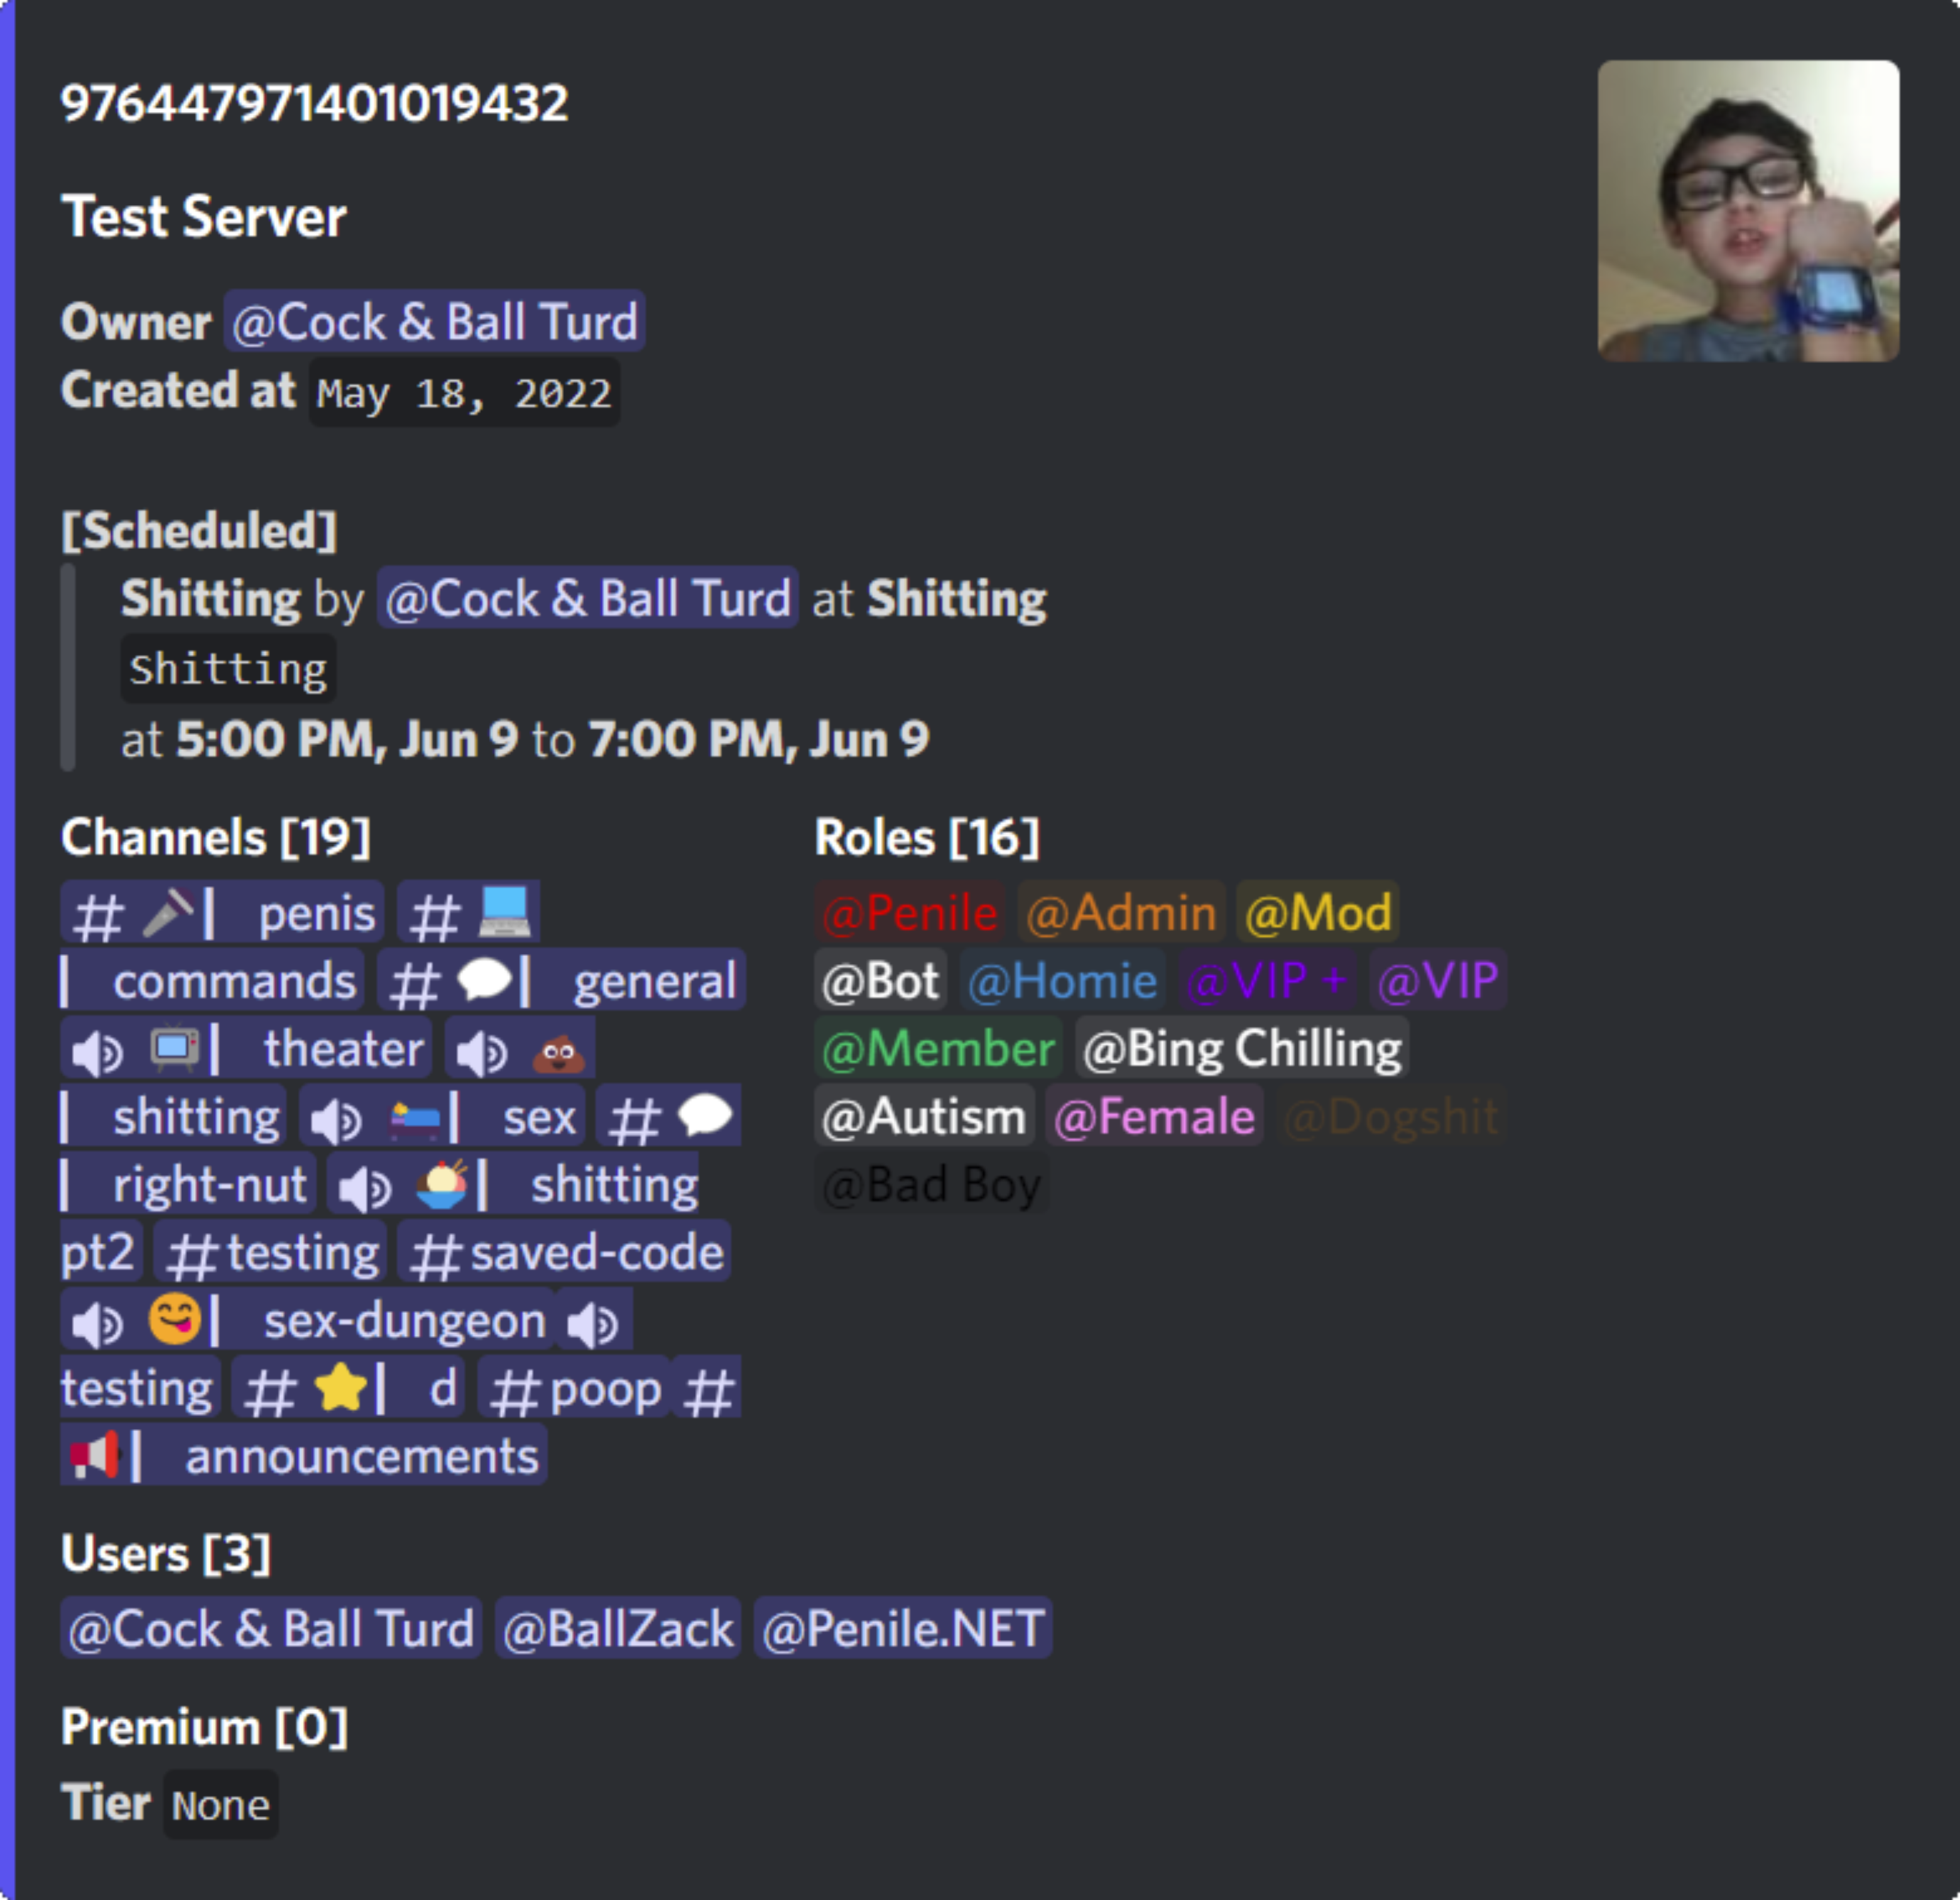 976447971401019432
Test Server
Owner @Cock & Ball Turd
Created at May 18, 2022
[Scheduled]
Shitting by @Cock & Ball Turd at Shitting
Shitting
at 5:00 PM, Jun 9 to 7:00 PM, Jun 9
Channels [19]
# 🎤| penis # 💻
| commands # 💬| general
🔊 📺| theater 🔊 💩
| shitting 🔊 🛌| sex # 💬
| right-nut 🔊 🍨| shitting
pt2 #testing #saved-code
🔊 😋| sex-dungeon 🔊
testing # ⭐| d #poop #
📢| announcements
Roles [16]
@Penile @Admin @Mod
@Bot @Homie @VIP + @VIP
@Member @Bing Chilling
@Autism @Female @Dogshit
@Bad Boy
Users [3]
@Cock & Ball Turd @BallZack @Penile.NET
Premium [0]
Tier None